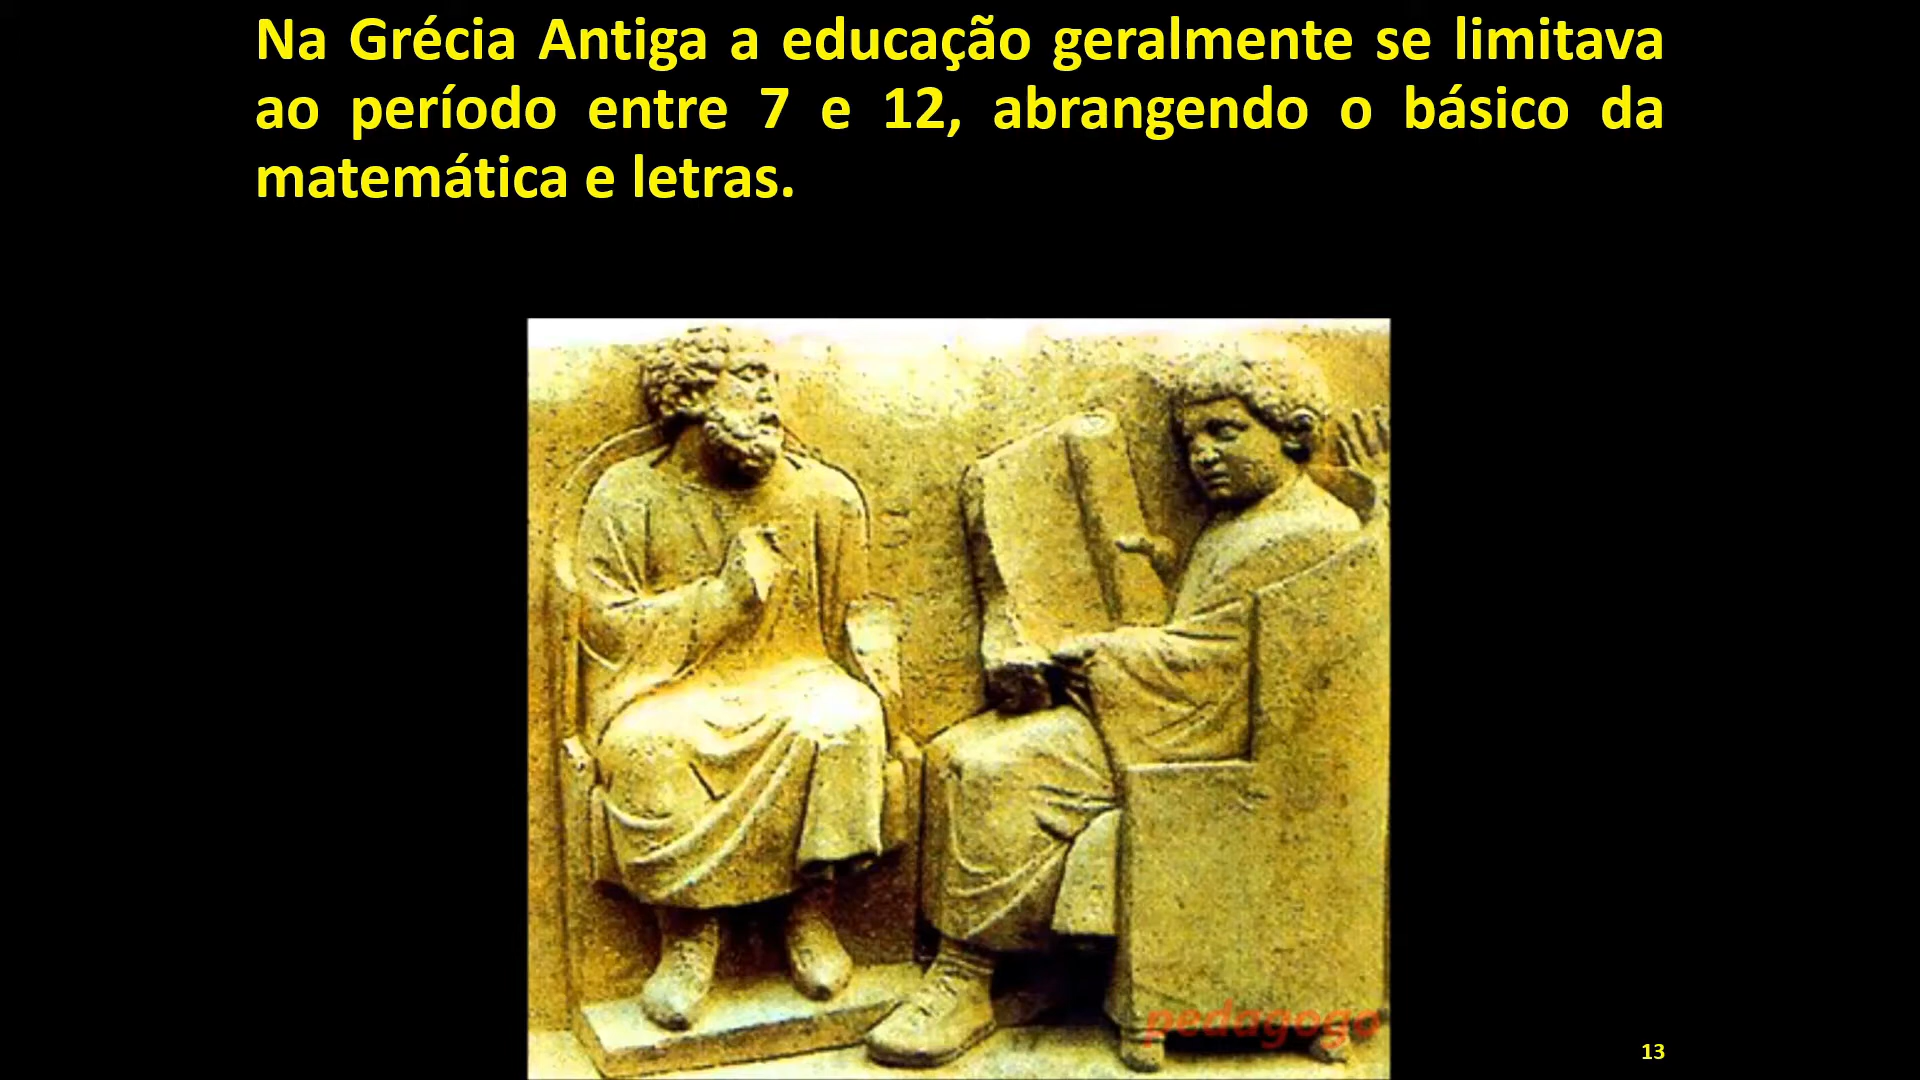 Na Grécia Antiga a educação geralmente se limitava
ao período entre 7 e 12, abrangendo o básico da
matemática e letras.
pedagogo
13